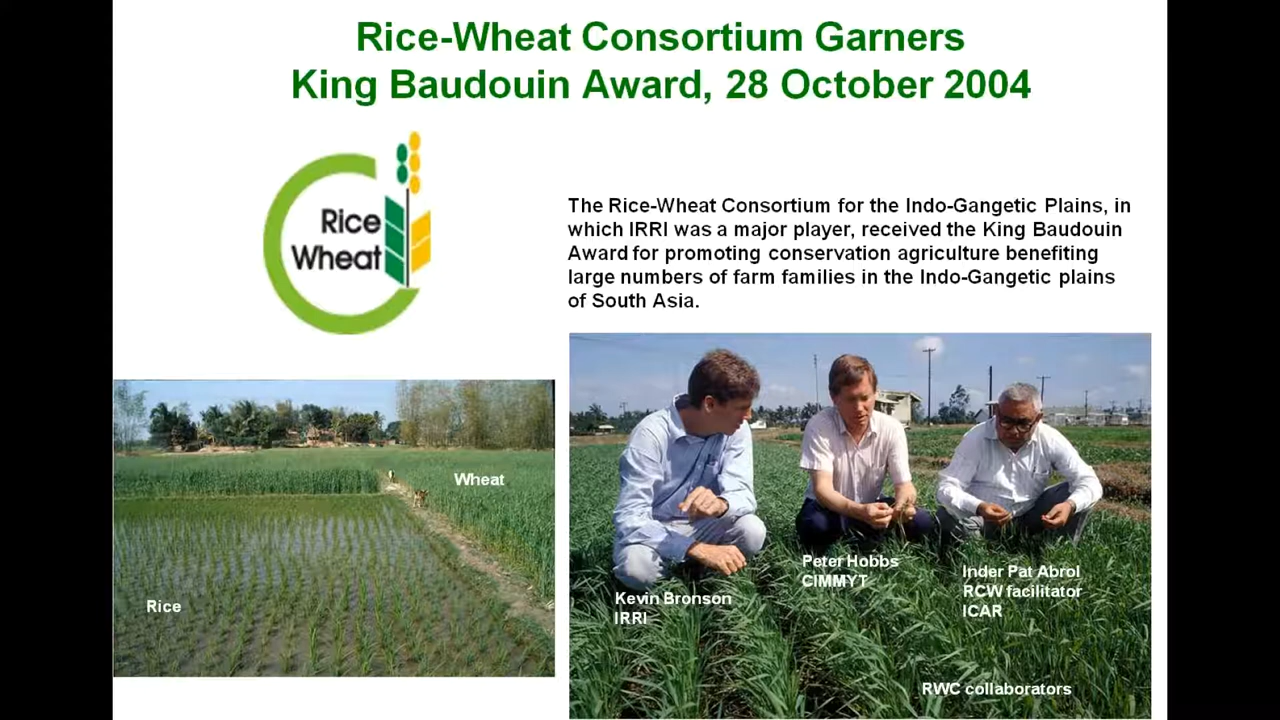 Rice-Wheat Consortium Garners
King Baudouin Award, 28 October 2004
Rice
Wheat
The Rice-Wheat Consortium for the Indo-Gangetic Plains, in
which IRRI was a major player, received the King Baudouin
Award for promoting conservation agriculture benefiting
large numbers of farm families in the Indo-Gangetic plains
of South Asia.
Wheat
Rice
Kevin Bronson
IRRI
Peter Hobbs
CIMMYT
Inder Pat Abrol
RCW facilitator
ICAR
RWC collaborators